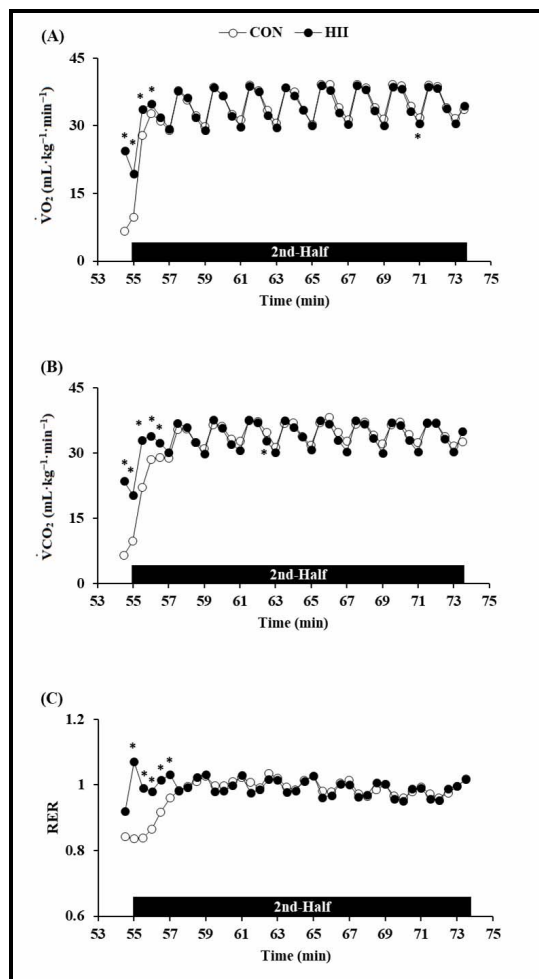 (A)
CON HII
45
30
15
0
V̇O₂ (mL·kg⁻¹·min⁻¹)
* * * * *
2nd-Half
53 55 57 59 61 63 65 67 69 71 73 75
Time (min)
(B)
45
30
15
0
V̇CO₂ (mL·kg⁻¹·min⁻¹)
* * * * * *
2nd-Half
53 55 57 59 61 63 65 67 69 71 73 75
Time (min)
(C)
1.2
1
0.8
0.6
RER
* * * * *
2nd-Half
53 55 57 59 61 63 65 67 69 71 73 75
Time (min)